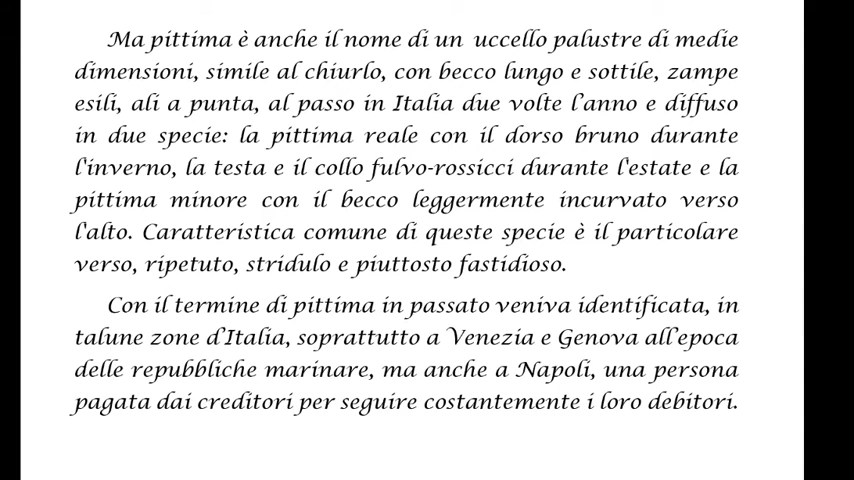 Ma pittima è anche il nome di un uccello palustre di medie
dimensioni, simile al chiurlo, con becco lungo e sottile, zampe
esili, ali a punta, al passo in Italia due volte l'anno e diffuso
in due specie: la pittima reale con il dorso bruno durante
l'inverno, la testa e il collo fulvo-rossicci durante l'estate e la
pittima minore con il becco leggermente incurvato verso
l'alto. Caratteristica comune di queste specie è il particolare
verso, ripetuto, stridulo e piuttosto fastidioso.
Con il termine di pittima in passato veniva identificata, in
talune zone d'Italia, soprattutto a Venezia e Genova all'epoca
delle repubbliche marinare, ma anche a Napoli, una persona
pagata dai creditori per seguire costantemente i loro debitori.